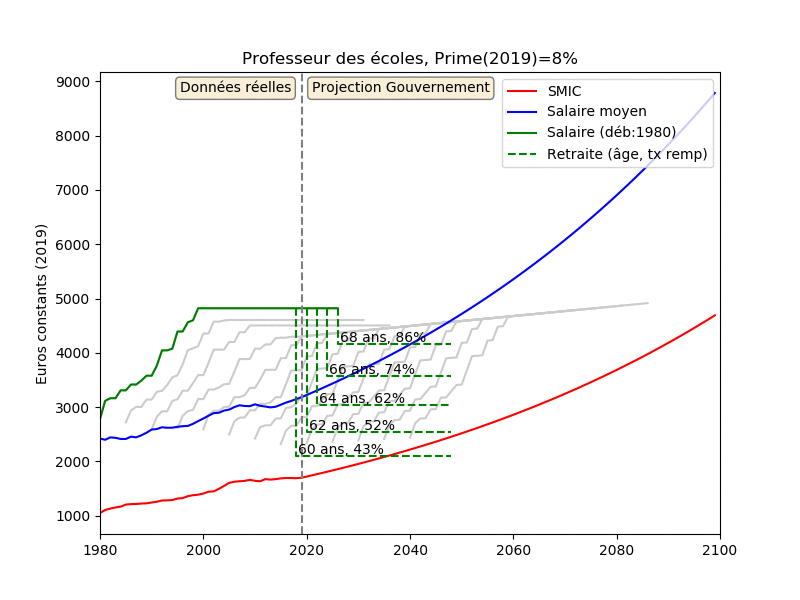 Professeur des écoles, Prime(2019)=8%
Données réelles
Projection Gouvernement
SMIC
Salaire moyen
Salaire (déb:1980)
Retraite (âge, tx remp)
Euros constants (2019)
9000
8000
7000
6000
5000
4000
3000
2000
1000
68 ans, 86%
66 ans, 74%
64 ans, 62%
62 ans, 52%
60 ans, 43%
1980
2000
2020
2040
2060
2080
2100